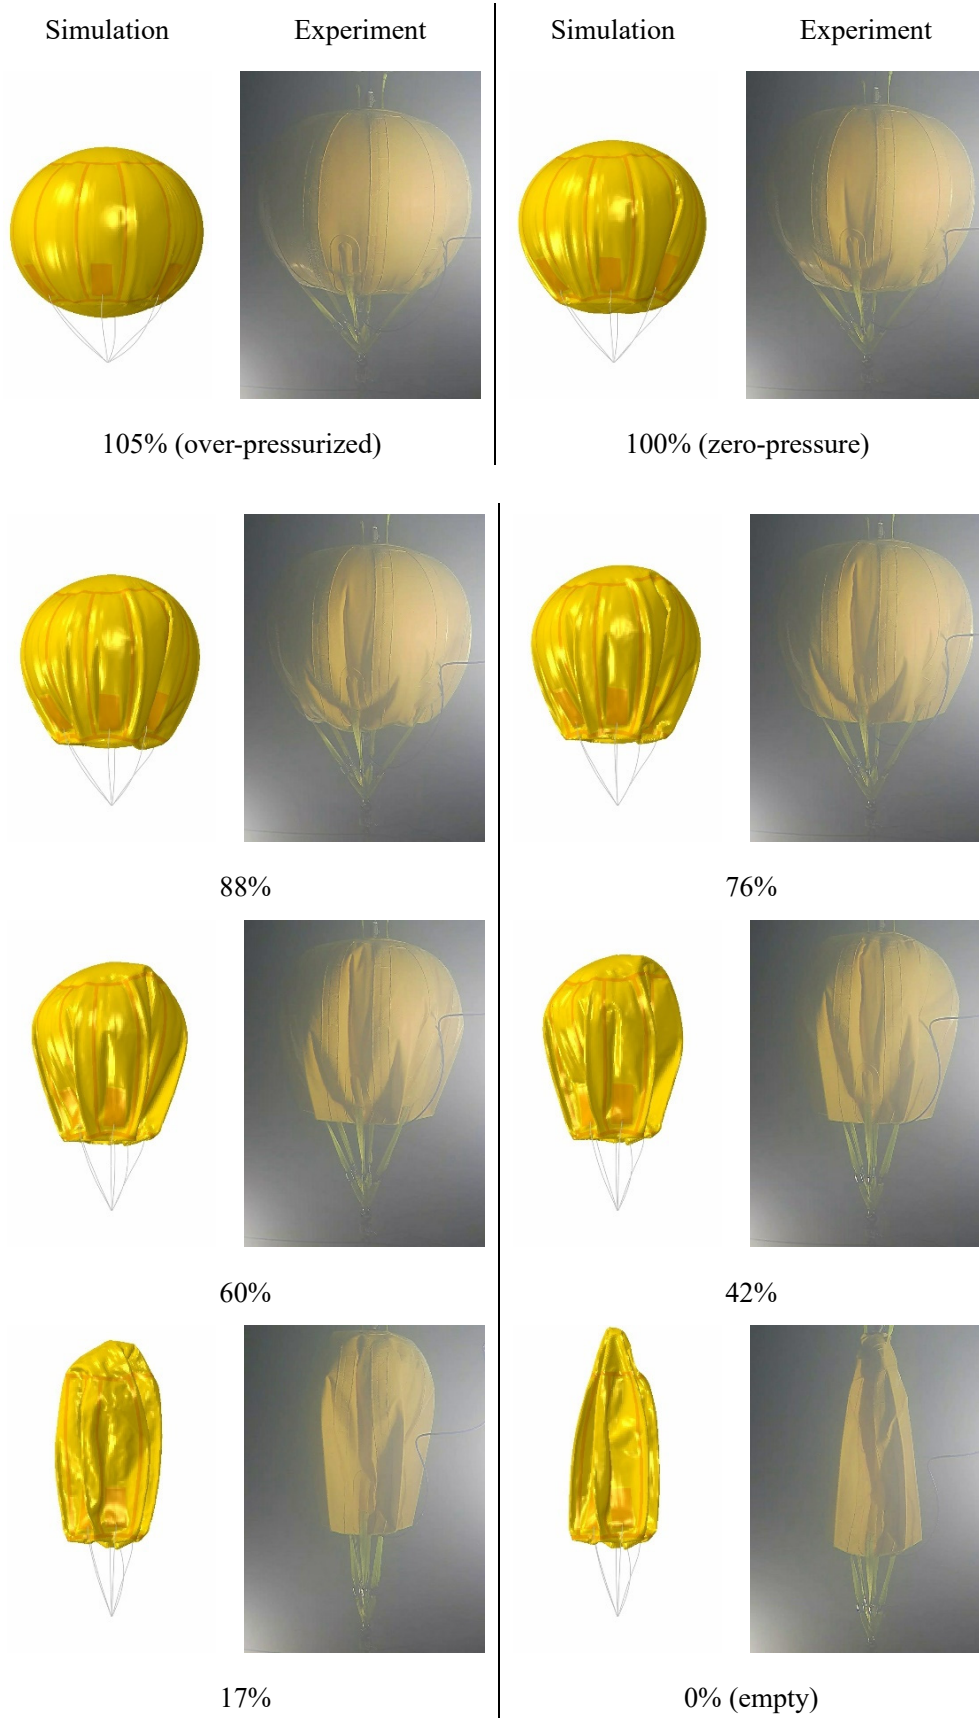 Simulation Experiment Simulation Experiment
105% (over-pressurized) 100% (zero-pressure)
88% 76%
60% 42%
17% 0% (empty)